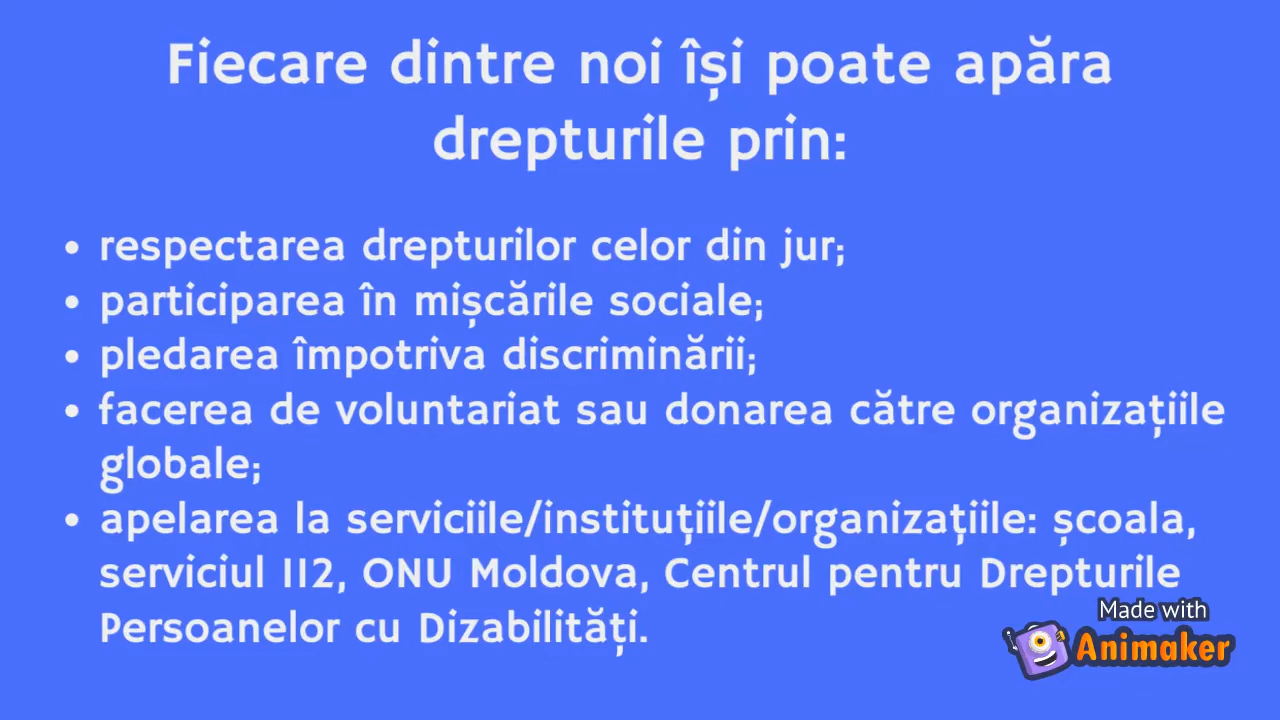 Fiecare dintre noi își poate apăra
drepturile prin:
• respectarea drepturilor celor din jur;
• participarea în mișcările sociale;
• pledarea împotriva discriminării;
• facerea de voluntariat sau donarea către organizațiile
globale;
• apelarea la serviciile/instituțiile/organizațiile: școala,
serviciul 112, ONU Moldova, Centrul pentru Drepturile
Persoanelor cu Dizabilități.
Made with
Animaker